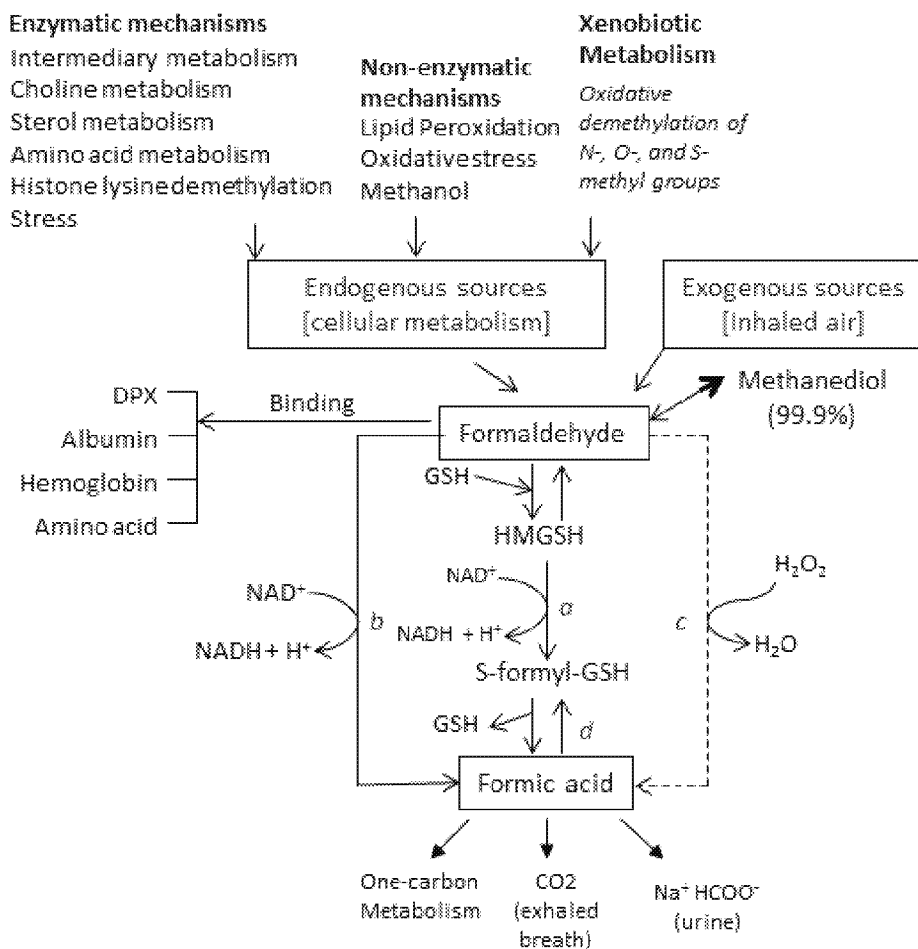 Enzymatic mechanisms
Intermediary metabolism
Choline metabolism
Sterol metabolism
Amino acid metabolism
Histone lysine demethylation
Stress
Non-enzymatic
mechanisms
Lipid Peroxidation
Oxidative stress
Methanol
Xenobiotic
Metabolism
Oxidative
demethylation of
N-, O-, and S-
methyl groups
Endogenous sources
[cellular metabolism]
Exogenous sources
[Inhaled air]
Methanediol
(99.9%)
DPX
Albumin
Hemoglobin
Amino acid
Binding
Formaldehyde
GSH
HMGSH
NAD⁺
NADH + H⁺
b
NAD⁺
NADH + H⁺
a
c
H₂O₂
H₂O
S-formyl-GSH
GSH
d
Formic acid
One-carbon
Metabolism
CO2
(exhaled
breath)
Na⁺ HCOO⁻
(urine)